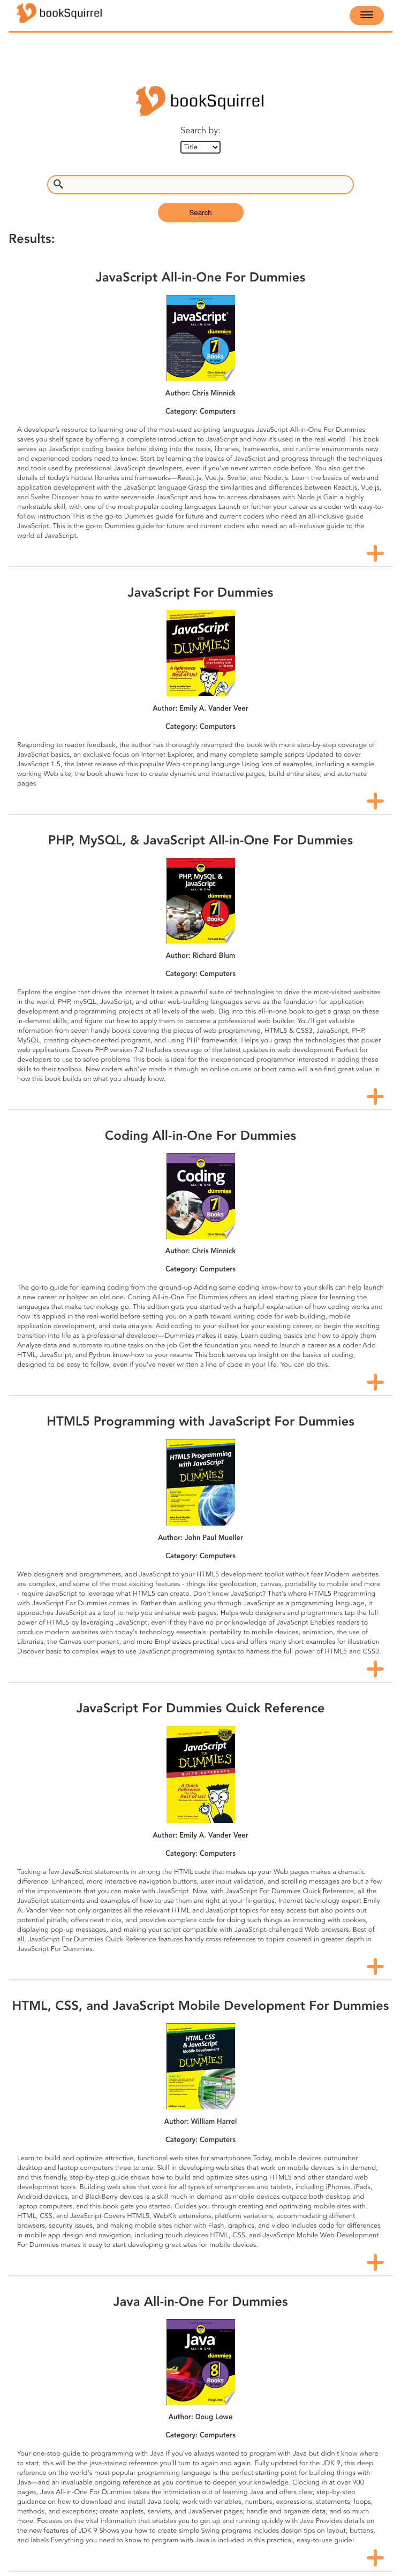 bookSquirrel
bookSquirrel
Search by:
Title
Search
Results:
JavaScript All-in-One For Dummies
JavaScript
ALL-IN-ONE
dummies
7
Books
Chris Minnick
Author: Chris Minnick
Category: Computers
A developer's resource to learning one of the most-used scripting languages JavaScript All-in-One For Dummies
saves you shelf space by offering a complete introduction to JavaScript and how it's used in the real world. This book
serves up JavaScript coding basics before diving into the tools, libraries, frameworks, and runtime environments new
and experienced coders need to know. Start by learning the basics of JavaScript and progress through the techniques
and tools used by professional JavaScript developers, even if you've never written code before. You also get the
details of today's hottest libraries and frameworks—React.js, Vue.js, Svelte, and Node.js. Learn the basics of web and
application development with the JavaScript language Grasp the similarities and differences between React.js, Vue.js,
and Svelte Discover how to write server-side JavaScript and how to access databases with Node.js Gain a highly
marketable skill, with one of the most popular coding languages Launch or further your career as a coder with easy-to-
follow instruction This is the go-to Dummies guide for future and current coders who need an all-inclusive guide
JavaScript. This is the go-to Dummies guide for future and current coders who need an all-inclusive guide to the
world of JavaScript.
JavaScript For Dummies
JavaScript
FOR
DUMMIES
A Reference
for the
Rest of Us!
Emily Vander Veer
Author: Emily A. Vander Veer
Category: Computers
Responding to reader feedback, the author has thoroughly revamped the book with more step-by-step coverage of
JavaScript basics, an exclusive focus on Internet Explorer, and many complete sample scripts Updated to cover
JavaScript 1.5, the latest release of this popular Web scripting language Using lots of examples, including a sample
working Web site, the book shows how to create dynamic and interactive pages, build entire sites, and automate
pages
PHP, MySQL, & JavaScript All-in-One For Dummies
PHP, MySQL &
JavaScript
ALL-IN-ONE
dummies
7
Books
Richard Blum
Author: Richard Blum
Category: Computers
Explore the engine that drives the internet It takes a powerful suite of technologies to drive the most-visited websites
in the world. PHP, mySQL, JavaScript, and other web-building languages serve as the foundation for application
development and programming projects at all levels of the web. Dig into this all-in-one book to get a grasp on these
in-demand skills, and figure out how to apply them to become a professional web builder. You'll get valuable
information from seven handy books covering the pieces of web programming, HTML5 & CSS3, JavaScript, PHP,
MySQL, creating object-oriented programs, and using PHP frameworks. Helps you grasp the technologies that power
web applications Covers PHP version 7.2 Includes coverage of the latest updates in web development Perfect for
developers to use to solve problems This book is ideal for the inexperienced programmer interested in adding these
skills to their toolbox. New coders who've made it through an online course or boot camp will also find great value in
how this book builds on what you already know.
Coding All-in-One For Dummies
Coding
ALL-IN-ONE
dummies
7
Books
Chris Minnick
Author: Chris Minnick
Category: Computers
The go-to guide for learning coding from the ground-up Adding some coding know-how to your skills can help launch
a new career or bolster an old one. Coding All-in-One For Dummies offers an ideal starting place for learning the
languages that make technology go. This edition gets you started with a helpful explanation of how coding works and
how it's applied in the real-world before setting you on a path toward writing code for web building, mobile
application development, and data analysis. Add coding to your skillset for your existing career, or begin the exciting
transition into life as a professional developer—Dummies makes it easy. Learn coding basics and how to apply them
Analyze data and automate routine tasks on the job Get the foundation you need to launch a career as a coder Add
HTML, JavaScript, and Python know-how to your resume This book serves up insight on the basics of coding,
designed to be easy to follow, even if you've never written a line of code in your life. You can do this.
HTML5 Programming with JavaScript For Dummies
HTML5 Programming
with JavaScript
FOR
DUMMIES
John Paul Mueller
Author: John Paul Mueller
Category: Computers
Web designers and programmers, add JavaScript to your HTML5 development toolkit without fear Modern websites
are complex, and some of the most exciting features - things like geolocation, canvas, portability to mobile and more
- require JavaScript to leverage what HTML5 can create. Don't know JavaScript? That's where HTML5 Programming
with JavaScript For Dummies comes in. Rather than walking you through JavaScript as a programming language, it
approaches JavaScript as a tool to help you enhance web pages. Helps web designers and programmers tap the full
power of HTML5 by leveraging JavaScript, even if they have no prior knowledge of JavaScript Enables readers to
produce modern websites with today's technology essentials: portability to mobile devices, animation, the use of
Libraries, the Canvas component, and more Emphasizes practical uses and offers many short examples for illustration
Discover basic to complex ways to use JavaScript programming syntax to harness the full power of HTML5 and CSS3.
JavaScript For Dummies Quick Reference
JavaScript
FOR
DUMMIES
QUICK REFERENCE
A Quick
Reference
for the
Rest of Us!
Author: Emily A. Vander Veer
Category: Computers
Tucking a few JavaScript statements in among the HTML code that makes up your Web pages makes a dramatic
difference. Enhanced, more interactive navigation buttons, user input validation, and scrolling messages are but a few
of the improvements that you can make with JavaScript. Now, with JavaScript For Dummies Quick Reference, all the
JavaScript statements and examples of how to use them are right at your fingertips. Internet technology expert Emily
A. Vander Veer not only organizes all the relevant HTML and JavaScript topics for easy access but also points out
potential pitfalls, offers neat tricks, and provides complete code for doing such things as interacting with cookies,
displaying pop-up messages, and making your script compatible with JavaScript-challenged Web browsers. Best of
all, JavaScript For Dummies Quick Reference features handy cross-references to topics covered in greater depth in
JavaScript For Dummies.
HTML, CSS, and JavaScript Mobile Development For Dummies
HTML, CSS
& JavaScript
Mobile Development
FOR
DUMMIES
William Harrel
Author: William Harrel
Category: Computers
Learn to build and optimize attractive, functional web sites for smartphones Today, mobile devices outnumber
desktop and laptop computers three to one. Skill in developing web sites that work on mobile devices is in demand,
and this friendly, step-by-step guide shows how to build and optimize sites using HTML5 and other standard web
development tools. Building web sites that work for all types of smartphones and tablets, including iPhones, iPads,
Android devices, and BlackBerry devices is a skill much in demand as mobile devices outpace both desktop and
laptop computers, and this book gets you started. Guides you through creating and optimizing mobile sites with
HTML, CSS, and JavaScript Covers HTML5, WebKit extensions, platform variations, accommodating different
browsers, security issues, and making mobile sites richer with Flash, graphics, and video Includes code for differences
in mobile app design and navigation, including touch devices HTML, CSS, and JavaScript Mobile Web Development
For Dummies makes it easy to start developing great sites for mobile devices.
Java All-in-One For Dummies
Java
ALL-IN-ONE
dummies
8
Books
Doug Lowe
Author: Doug Lowe
Category: Computers
Your one-stop guide to programming with Java If you've always wanted to program with Java but didn't know where
to start, this will be the java-stained reference you'll turn to again and again. Fully updated for the JDK 9, this deep
reference on the world's most popular programming language is the perfect starting point for building things with
Java—and an invaluable ongoing reference as you continue to deepen your knowledge. Clocking in at over 900
pages, Java All-in-One For Dummies takes the intimidation out of learning Java and offers clear, step-by-step
guidance on how to download and install Java tools; work with variables, numbers, expressions, statements, loops,
methods, and exceptions; create applets, servlets, and JavaServer pages; handle and organize data; and so much
more. Focuses on the vital information that enables you to get up and running quickly with Java Provides details on
the new features of JDK 9 Shows you how to create simple Swing programs Includes design tips on layout, buttons,
and labels Everything you need to know to program with Java is included in this practical, easy-to-use guide!